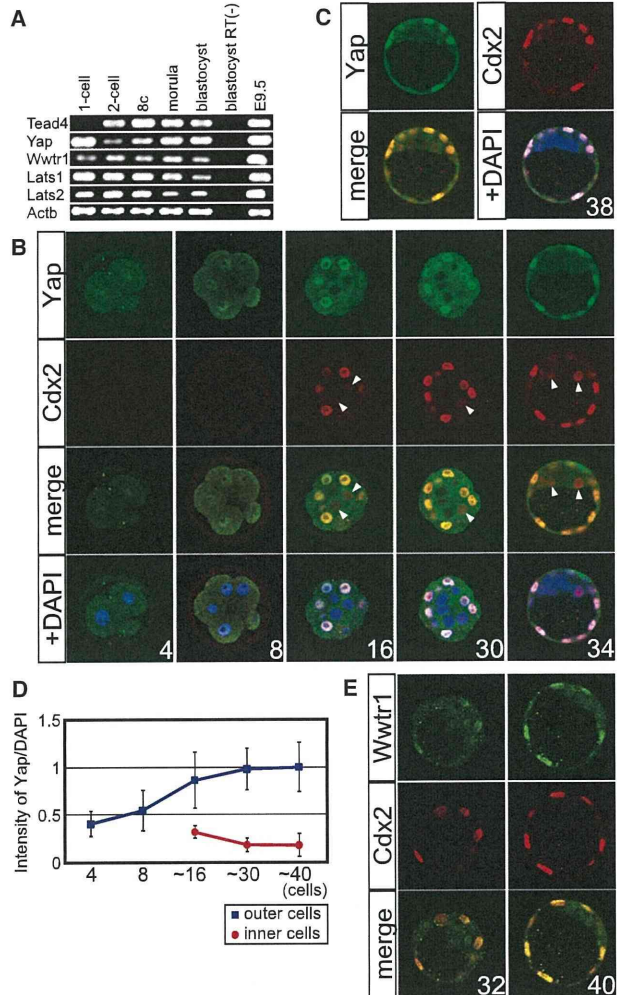 A
1-cell
2-cell
8c
morula
blastocyst
blastocyst RT(-)
E9.5
Tead4
Yap
Wwtr1
Lats1
Lats2
Actb
C
Yap
Cdx2
merge
+DAPI
38
B
Yap
Cdx2
merge
+DAPI
4
8
16
30
34
D
Intensity of Yap/DAPI
1.5
1
0.5
0
4
8
~16
~30
~40
(cells)
outer cells
inner cells
E
Wwtr1
Cdx2
merge
32
40